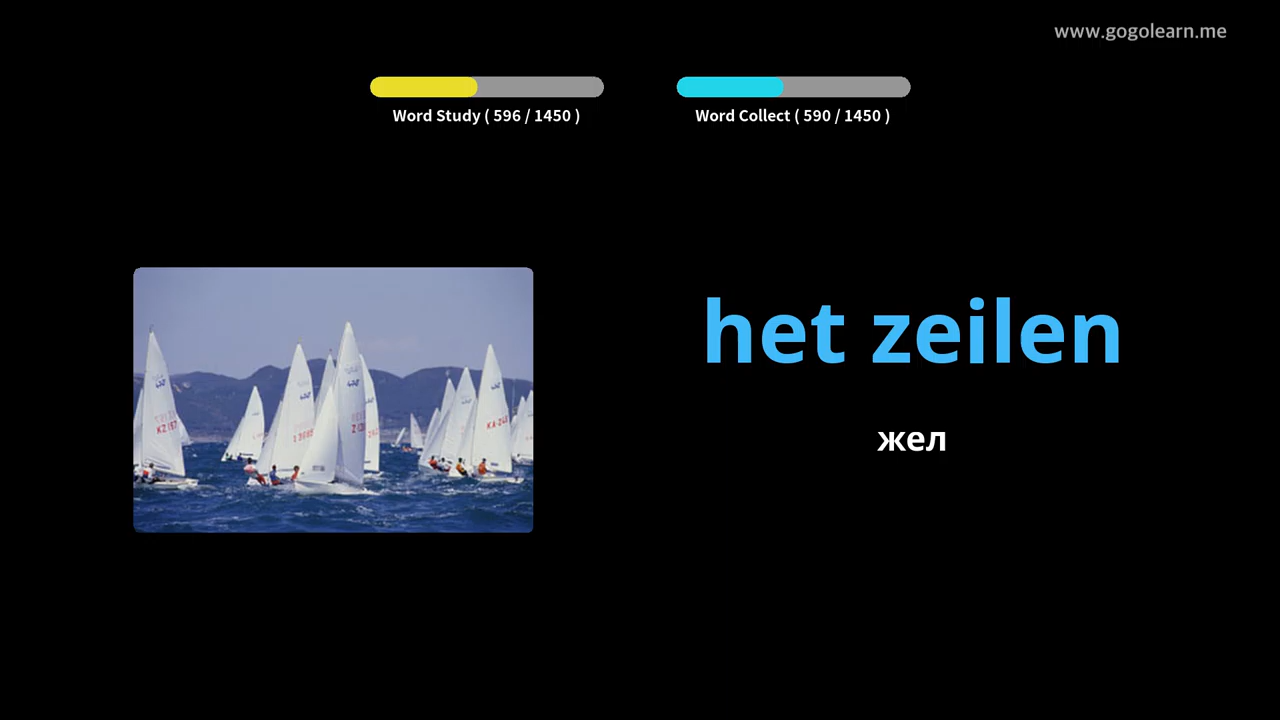 www.gogolearn.me
Word Study ( 596 / 1450 )
Word Collect ( 590 / 1450 )
het zeilen
жел